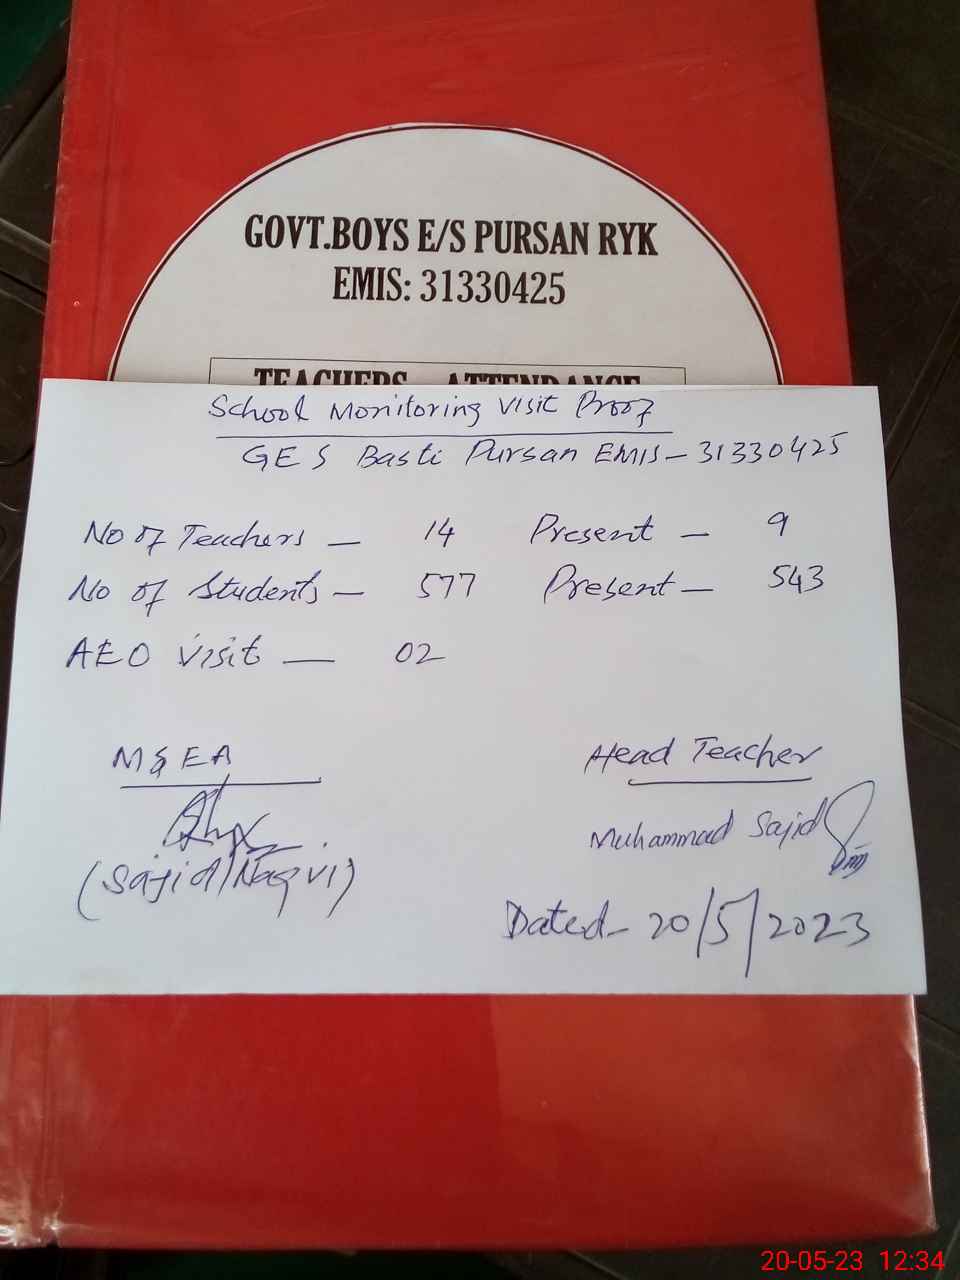 GOVT.BOYS E/S PURSAN RYK
EMIS: 31330425
TEACHERS ATTENDANCE
School Monitoring Visit Proof
GES Basti Pursan EMIS - 31330425
No of Teachers - 14 Present - 9
No of Students - 577 Present - 543
AEO Visit - 02
M&EA
(Sajid Naqvi)
Head Teacher
Muhammad Sajid
Dated - 20/5/2023
20-05-23 12:34